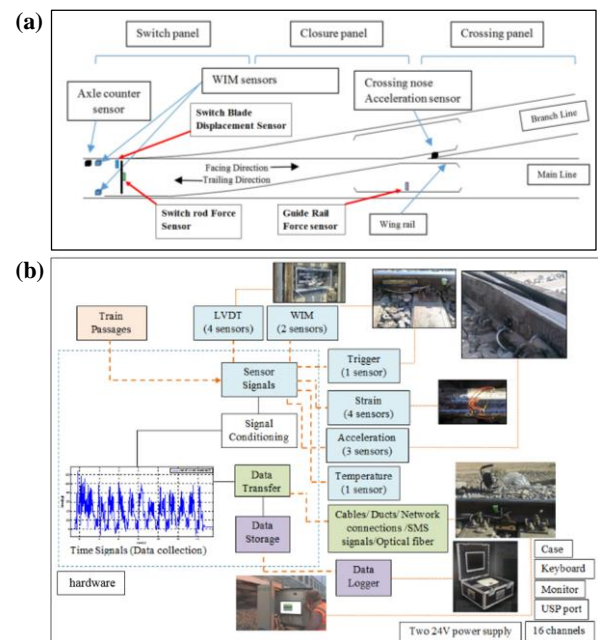 (a)
Switch panel
Closure panel
Crossing panel
WIM sensors
Axle counter
sensor
Crossing nose
Acceleration sensor
Switch Blade
Displacement Sensor
Branch Line
Facing Direction
Trailing Direction
Main Line
Switch rod Force
Sensor
Guide Rail
Force sensor
Wing rail
(b)
Train
Passages
LVDT
(4 sensors)
WIM
(2 sensors)
Sensor
Signals
Trigger
(1 sensor)
Strain
(4 sensors)
Signal
Conditioning
Acceleration
(3 sensors)
Data
Transfer
Temperature
(1 sensor)
Data
Storage
Cables/Ducts/Network
connections /SMS
signals/Optical fiber
Time Signals (Data collection)
hardware
Data
Logger
Case
Keyboard
Monitor
USP port
Two 24V power supply
16 channels